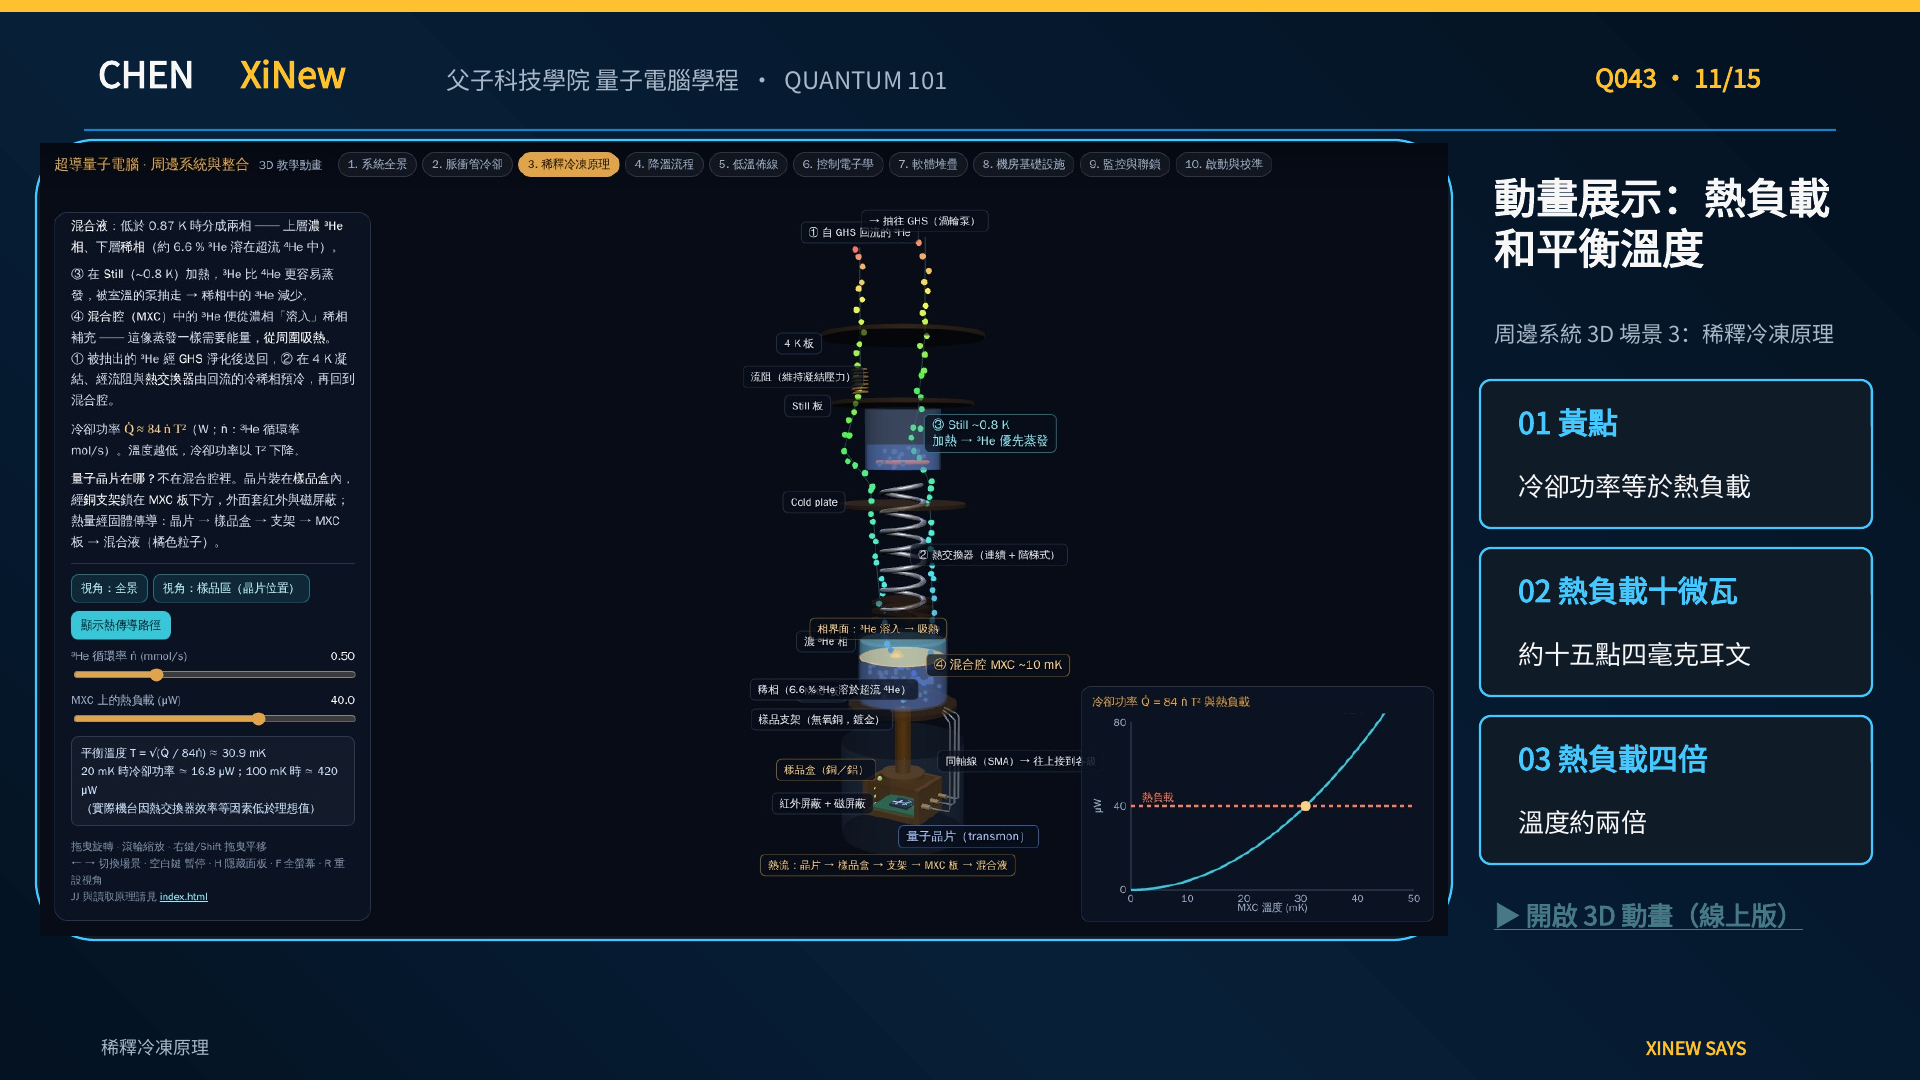 CHEN XiNew 父子科技學院 量子電腦學程 ・ QUANTUM 101 Q043 ・ 11/15
超導量子電腦 · 周邊系統與整合 3D 教學動畫 1. 系統全景 2. 脈衝管冷卻 3. 稀釋冷凍原理 4. 降溫流程 5. 低溫佈線 6. 控制電子學 7. 軟體堆疊 8. 機房基礎設施 9. 監控與聯鎖 10. 啟動與校準
混合液：低於 0.87 K 時分成兩相 —— 上層濃 ³He
相、下層稀相（約 6.6 % ³He 溶在超流 ⁴He 中）。
③ 在 Still（~0.8 K）加熱，³He 比 ⁴He 更容易蒸
發，被室溫的泵抽走 → 稀相中的 ³He 減少。
④ 混合腔（MXC）中的 ³He 便從濃相「溶入」稀相
補充 —— 這像蒸發一樣需要能量，從周圍吸熱。
① 被抽出的 ³He 經 GHS 淨化後送回，② 在 4 K 凝
結、經流阻與熱交換器由回流的冷稀相預冷，再回到
混合腔。
冷卻功率 Q̇ ≈ 84 ṅ T²（W；ṅ：³He 循環率
mol/s）。溫度越低，冷卻功率以 T² 下降。
量子晶片在哪？不在混合腔裡。晶片裝在樣品盒內，
經銅支架鎖在 MXC 板下方，外面套紅外與磁屏蔽；
熱量經固體傳導：晶片 → 樣品盒 → 支架 → MXC
板 → 混合液（橘色粒子）。
視角：全景 視角：樣品區（晶片位置）
顯示熱傳導路徑
³He 循環率 ṅ (mmol/s) 0.50
MXC 上的熱負載 (µW) 40.0
平衡溫度 T = √(Q̇ / 84ṅ) ≈ 30.9 mK
20 mK 時冷卻功率 ≈ 16.8 µW；100 mK 時 ≈ 420
µW
（實際機台因熱交換器效率等因素低於理想值）
拖曳旋轉 · 滾輪縮放 · 右鍵/Shift 拖曳平移
← → 切換場景 · 空白鍵 暫停 · H 隱藏面板 · F 全螢幕 · R 重
設視角
JJ 與讀取原理請見 index.html
→ 抽往 GHS（渦輪泵）
① 自 GHS 回流的 ³He
4 K 板
流阻（維持凝結壓力）
Still 板
③ Still ~0.8 K
加熱 → ³He 優先蒸發
Cold plate
② 熱交換器（連續 + 階梯式）
相界面：³He 溶入 → 吸熱
濃 ³He 相
④ 混合腔 MXC ~10 mK
稀相（6.6 % ³He 溶於超流 ⁴He）
樣品支架（無氧銅，鍍金）
同軸線（SMA）→ 往上接到各
樣品盒（銅／鋁）
紅外屏蔽 + 磁屏蔽
量子晶片（transmon）
熱流：晶片 → 樣品盒 → 支架 → MXC 板 → 混合液
冷卻功率 Q̇ = 84 ṅ T² 與熱負載
80
熱負載
40
µW
0
0 10 20 30 40 50
MXC 溫度 (mK)
動畫展示：熱負載
和平衡溫度
周邊系統 3D 場景 3：稀釋冷凍原理
01 黃點
冷卻功率等於熱負載
02 熱負載十微瓦
約十五點四毫克耳文
03 熱負載四倍
溫度約兩倍
▶ 開啟 3D 動畫（線上版）
稀釋冷凍原理 XINEW SAYS